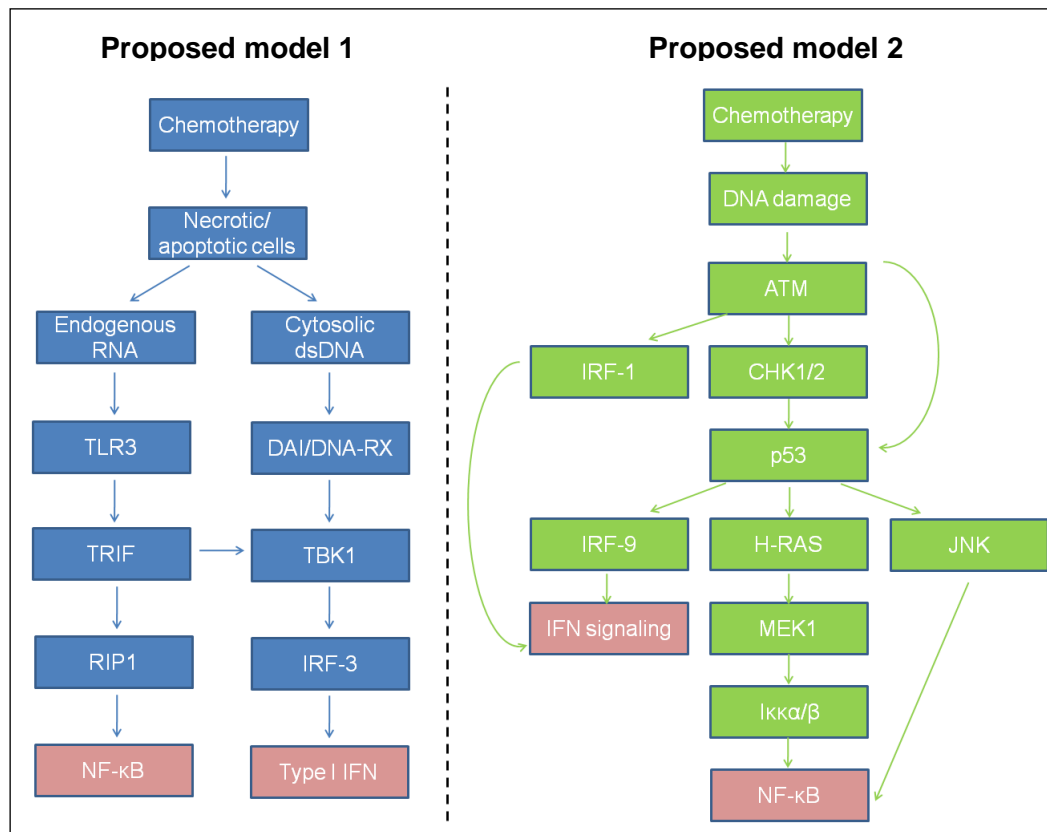 Proposed model 1
Chemotherapy
Necrotic/
apoptotic cells
Endogenous
RNA
Cytosolic
dsDNA
TLR3
DAI/DNA-RX
TRIF
TBK1
RIP1
IRF-3
NF-κB
Type I IFN
Proposed model 2
Chemotherapy
DNA damage
ATM
IRF-1
CHK1/2
p53
IRF-9
H-RAS
JNK
IFN signaling
MEK1
Iκκα/β
NF-κB